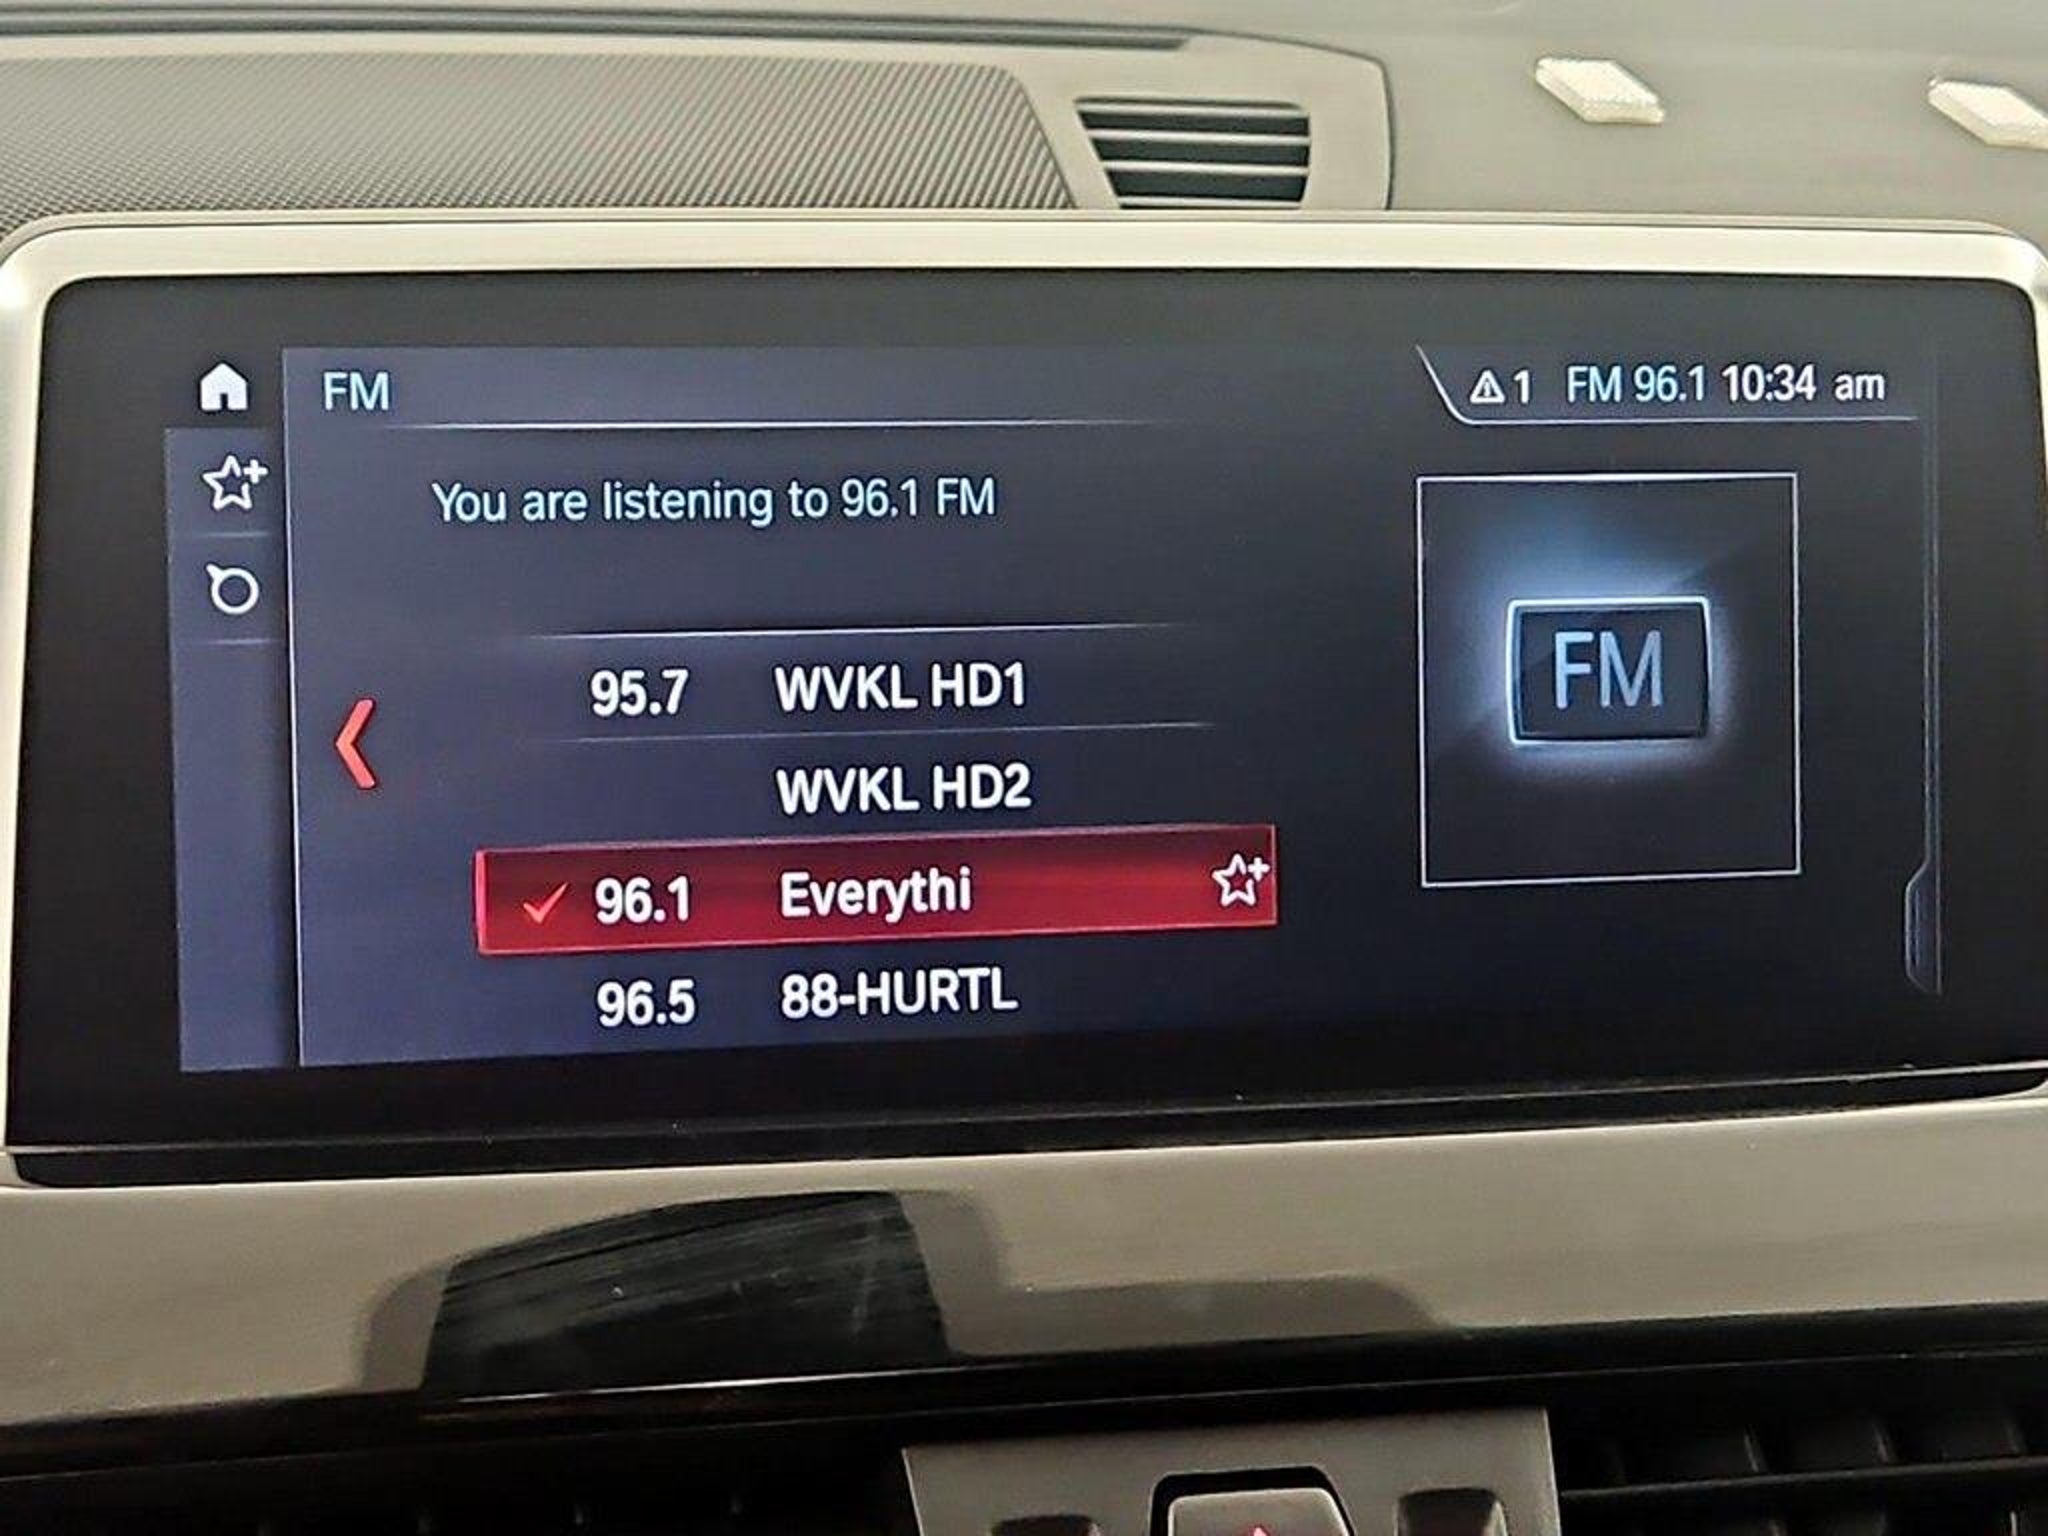 FM
1 FM 96.1 10:34 am
You are listening to 96.1 FM
95.7 WVKL HD1
WVKL HD2
96.1 Everythi
96.5 88-HURTL
FM